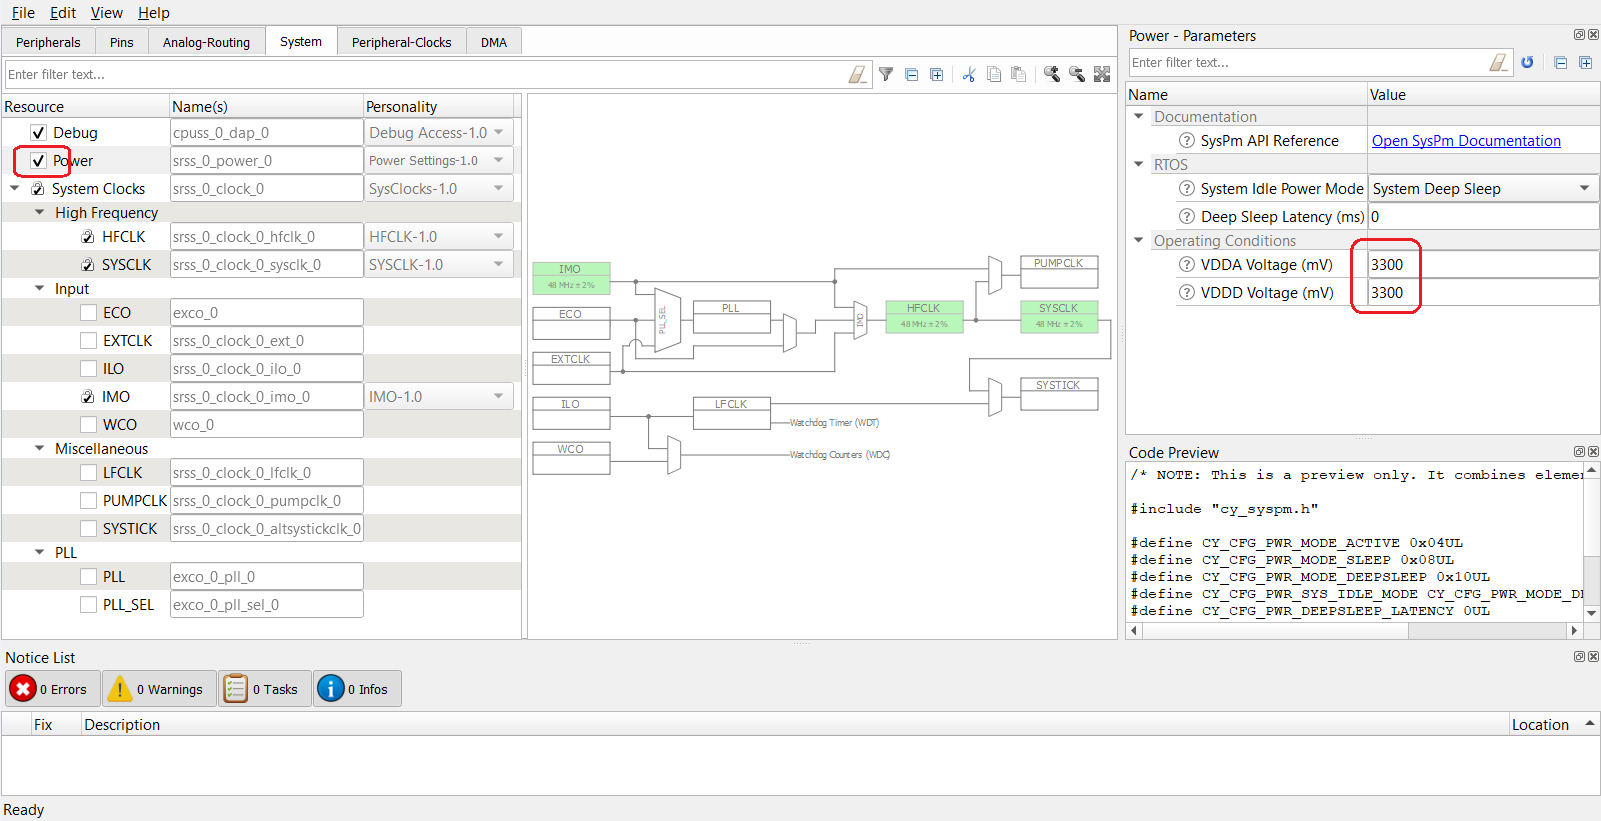 File Edit View Help
Peripherals Pins Analog-Routing System Peripheral-Clocks DMA
Enter filter text...
Resource Name(s) Personality
Debug cpuss_0_dap_0 Debug Access-1.0
Power srss_0_power_0 Power Settings-1.0
System Clocks srss_0_clock_0 SysClocks-1.0
High Frequency
HFCLK srss_0_clock_0_hfclk_0 HFCLK-1.0
SYSCLK srss_0_clock_0_sysclk_0 SYSCLK-1.0
Input
ECO exco_0
EXTCLK srss_0_clock_0_ext_0
ILO srss_0_clock_0_ilo_0
IMO srss_0_clock_0_imo_0 IMO-1.0
WCO wco_0
Miscellaneous
LFCLK srss_0_clock_0_lfclk_0
PUMPCLK srss_0_clock_0_pumpclk_0
SYSTICK srss_0_clock_0_altsystickclk_0
PLL
PLL exco_0_pll_0
PLL_SEL exco_0_pll_sel_0
IMO
48 MHz ± 2%
ECO
EXTCLK
ILO
WCO
PLL_SEL
PLL
LFCLK
IMO
HFCLK
48 MHz ± 2%
PUMPCLK
SYSCLK
48 MHz ± 2%
SYSTICK
Watchdog Timer (WDT)
Watchdog Counters (WDC)
Power - Parameters
Enter filter text...
Name Value
Documentation
? SysPm API Reference Open SysPm Documentation
RTOS
? System Idle Power Mode System Deep Sleep
? Deep Sleep Latency (ms) 0
Operating Conditions
? VDDA Voltage (mV) 3300
? VDDD Voltage (mV) 3300
Code Preview
/* NOTE: This is a preview only. It combines elemen
#include "cy_syspm.h"
#define CY_CFG_PWR_MODE_ACTIVE 0x04UL
#define CY_CFG_PWR_MODE_SLEEP 0x08UL
#define CY_CFG_PWR_MODE_DEEPSLEEP 0x10UL
#define CY_CFG_PWR_SYS_IDLE_MODE CY_CFG_PWR_MODE_DE
#define CY_CFG_PWR_DEEPSLEEP_LATENCY 0UL
Notice List
0 Errors 0 Warnings 0 Tasks 0 Infos
Fix Description Location
Ready